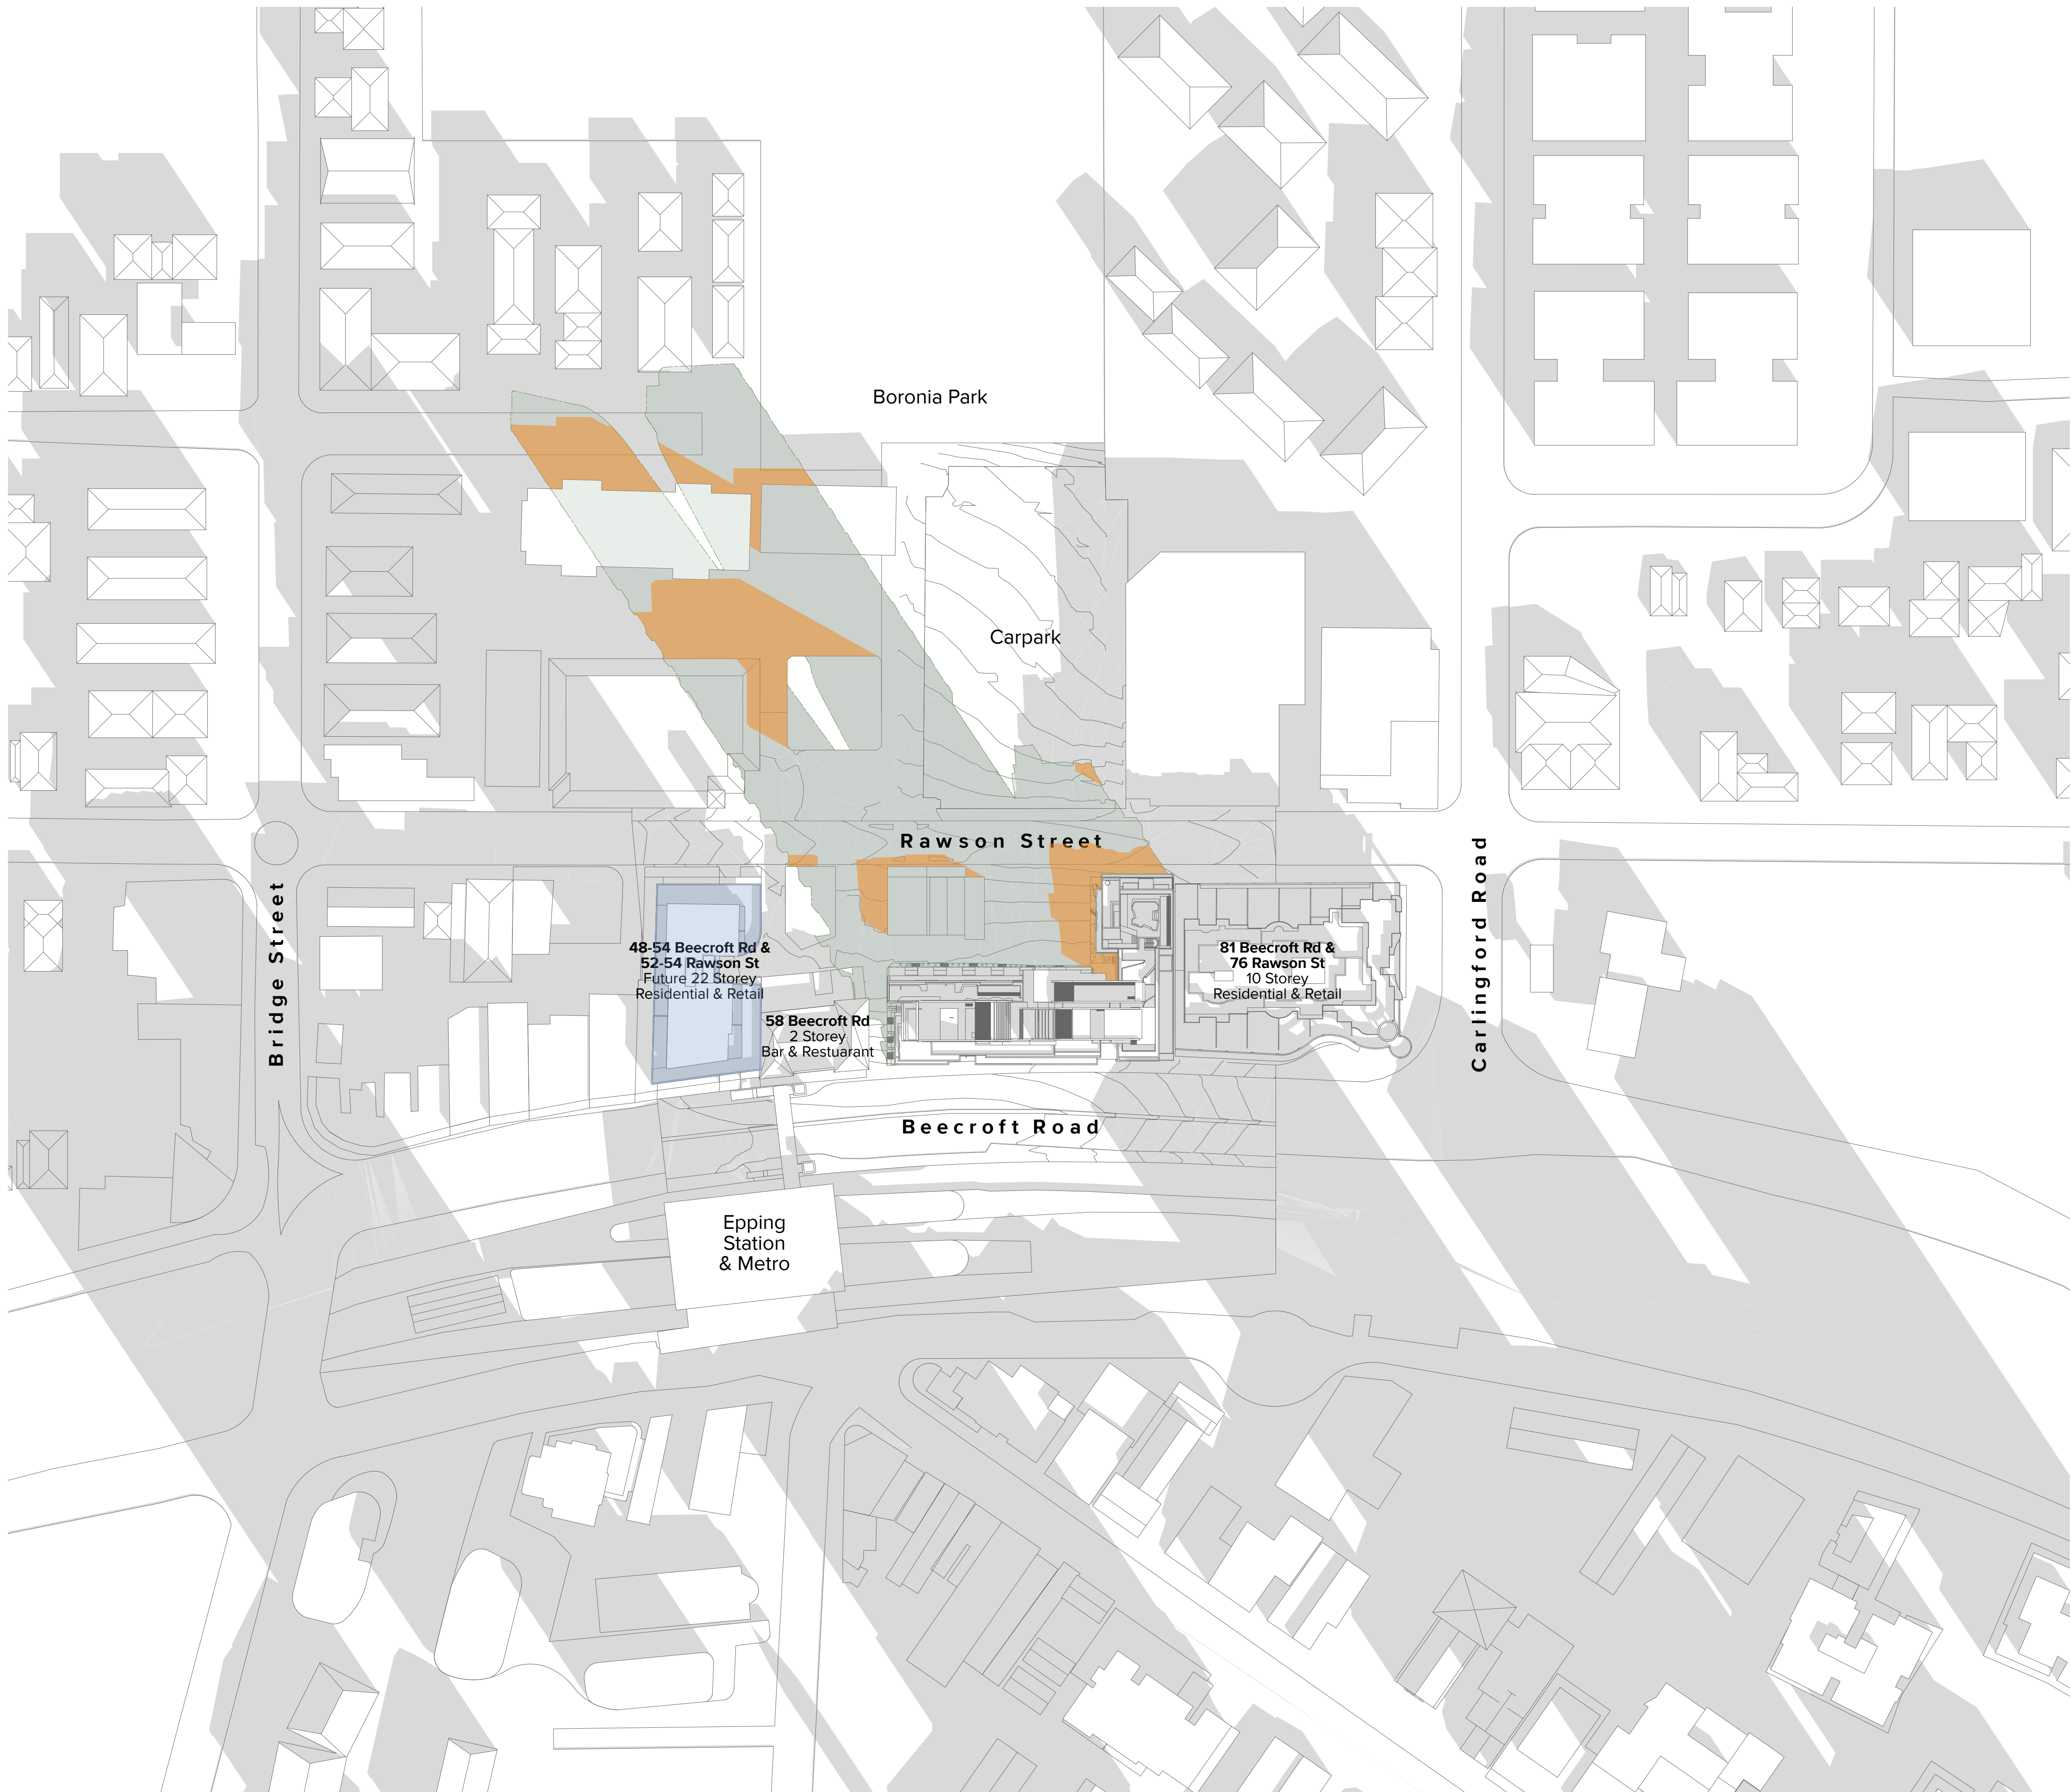 Boronia Park
Carpark
Rawson Street
Bridge Street
Carlingford Road
48-54 Beecroft Rd &
52-54 Rawson St
Future 22 Storey
Residential & Retail
81 Beecroft Rd &
76 Rawson St
10 Storey
Residential & Retail
58 Beecroft Rd
2 Storey
Bar & Restuarant
Beecroft Road
Epping
Station
& Metro